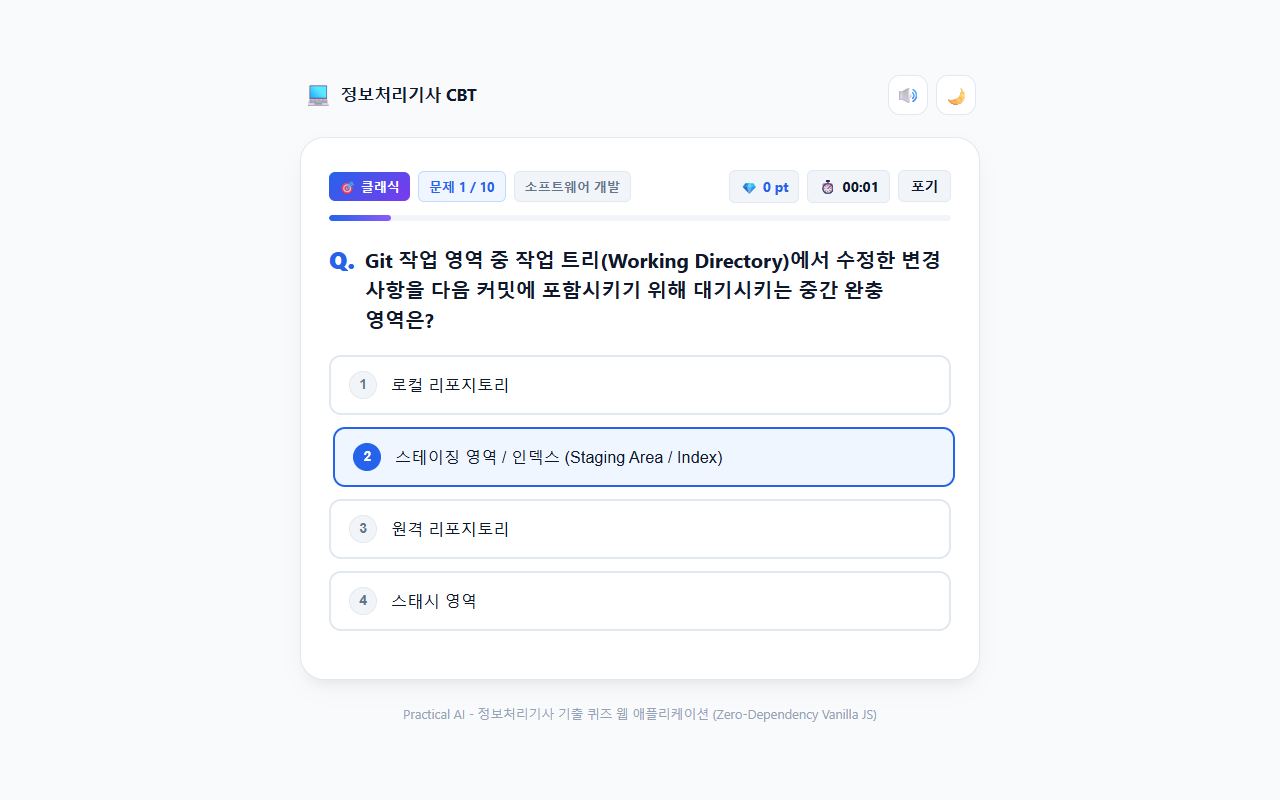 정보처리기사 CBT
클래식 문제 1 / 10 소프트웨어 개발 0 pt 00:01 포기
Q. Git 작업 영역 중 작업 트리(Working Directory)에서 수정한 변경
사항을 다음 커밋에 포함시키기 위해 대기시키는 중간 완충
영역은?
1 로컬 리포지토리
2 스테이징 영역 / 인덱스 (Staging Area / Index)
3 원격 리포지토리
4 스태시 영역
Practical AI - 정보처리기사 기출 퀴즈 웹 애플리케이션 (Zero-Dependency Vanilla JS)